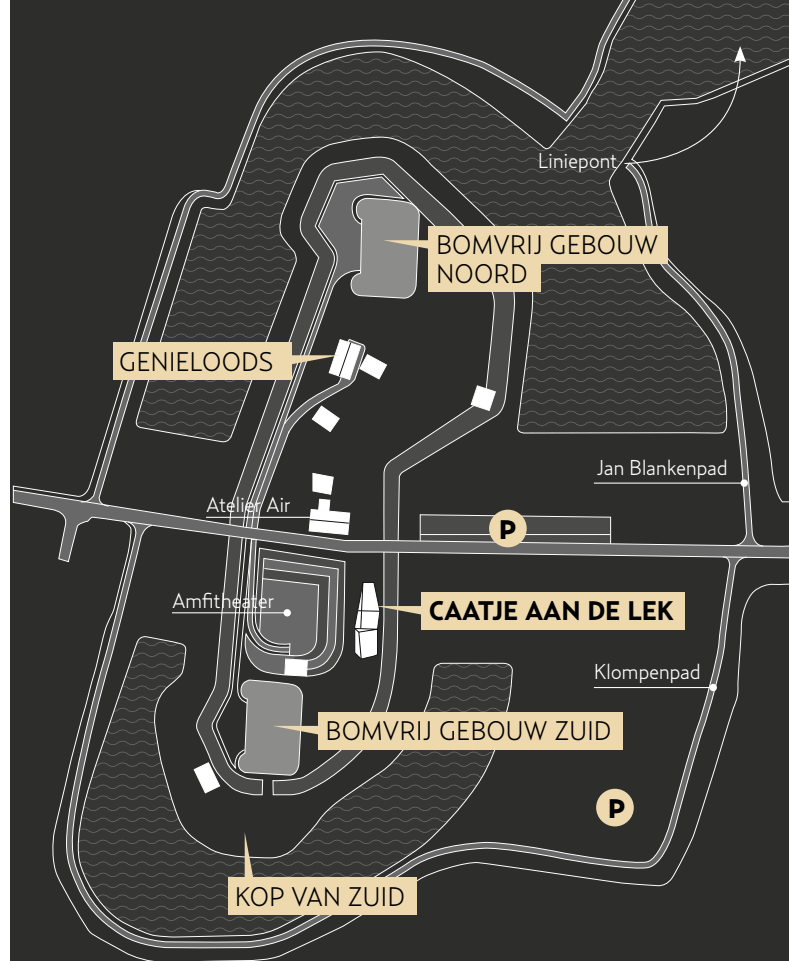 Liniepont
BOMVRIJ GEBOUW
NOORD
GENIELOODS
Jan Blankenpad
Atelier Air
P
Amfitheater
CAATJE AAN DE LEK
Klompenpad
BOMVRIJ GEBOUW ZUID
P
KOP VAN ZUID